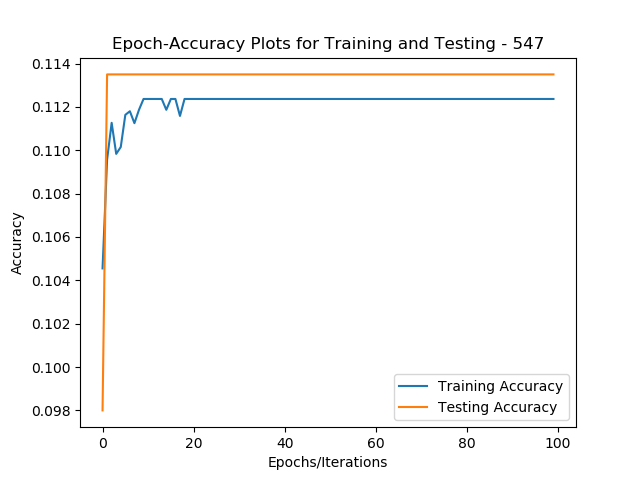 Epoch-Accuracy Plots for Training and Testing - 547
0.114
0.112
0.110
0.108
0.106
0.104
0.102
0.100
0.098
Accuracy
0 20 40 60 80 100
Epochs/Iterations
Training Accuracy
Testing Accuracy